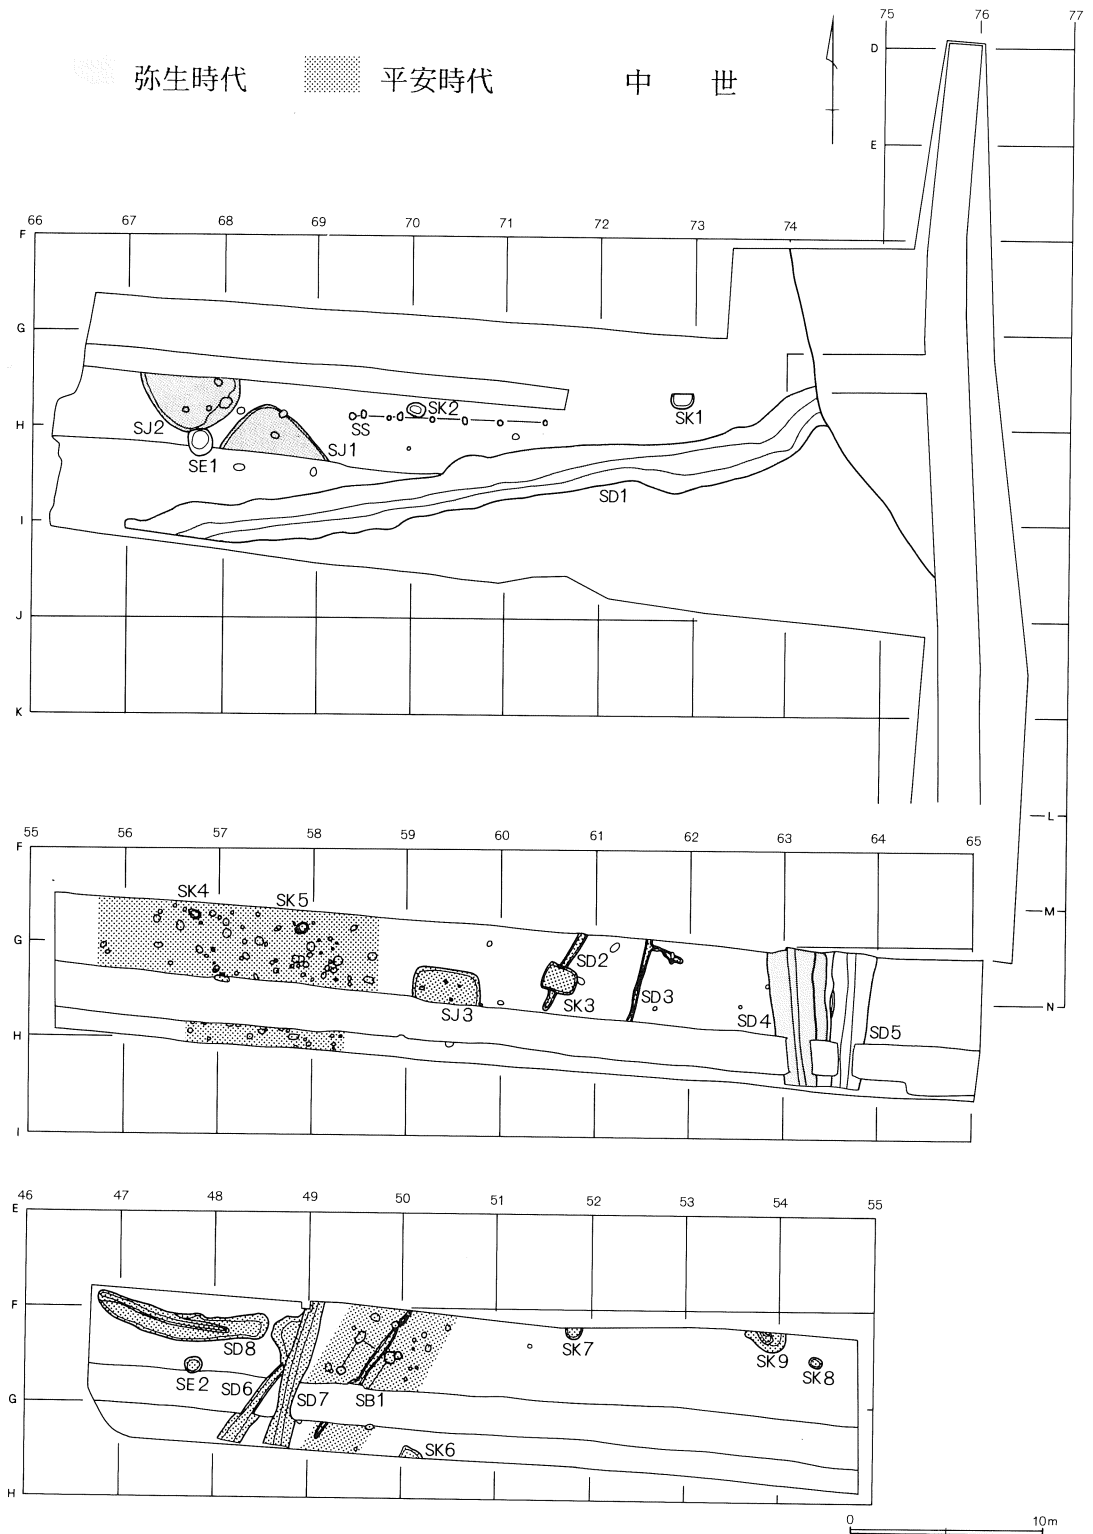 75 76 77
D
弥生時代 平安時代 中 世
E
66 67 68 69 70 71 72 73 74
F
G
SK2
SK1
H
SJ2 SS
SJ1
SE1
SD1
I
J
K
L
55 56 57 58 59 60 61 62 63 64 65
F
SK4 SK5
M
G
SD2
SK3 SD3
N
SJ3 SD4 SD5
H
I
46 47 48 49 50 51 52 53 54 55
E
F
SD8 SK7 SK9
SK8
SE2 SD6 SD7 SB1
G
SK6
H
0 10m